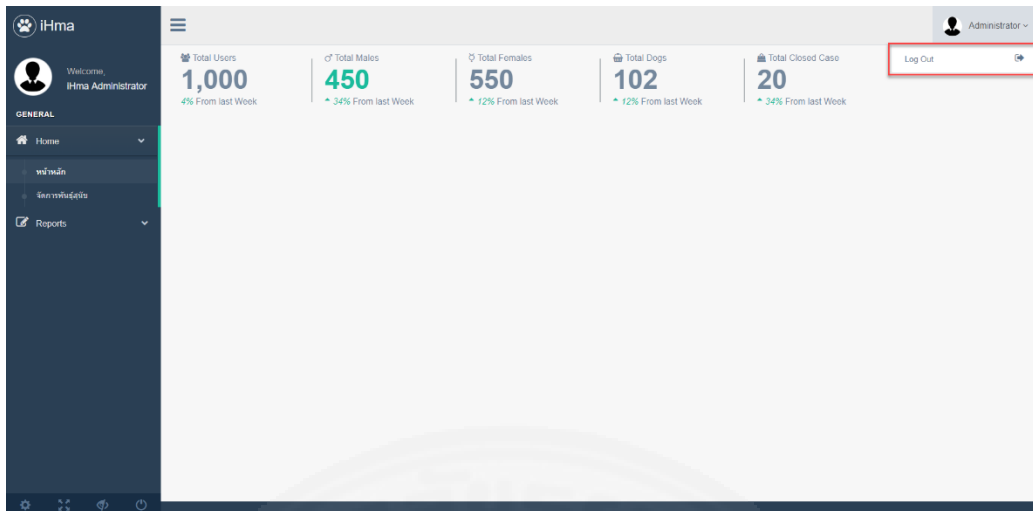 iHma
Administrator
Welcome,
iHma Administrator
GENERAL
Home
หน้าหลัก
จัดการพันธุ์สุนัข
Reports
Total Users
1,000
4% From last Week
Total Males
450
34% From last Week
Total Females
550
12% From last Week
Total Dogs
102
12% From last Week
Total Closed Case
20
34% From last Week
Log Out